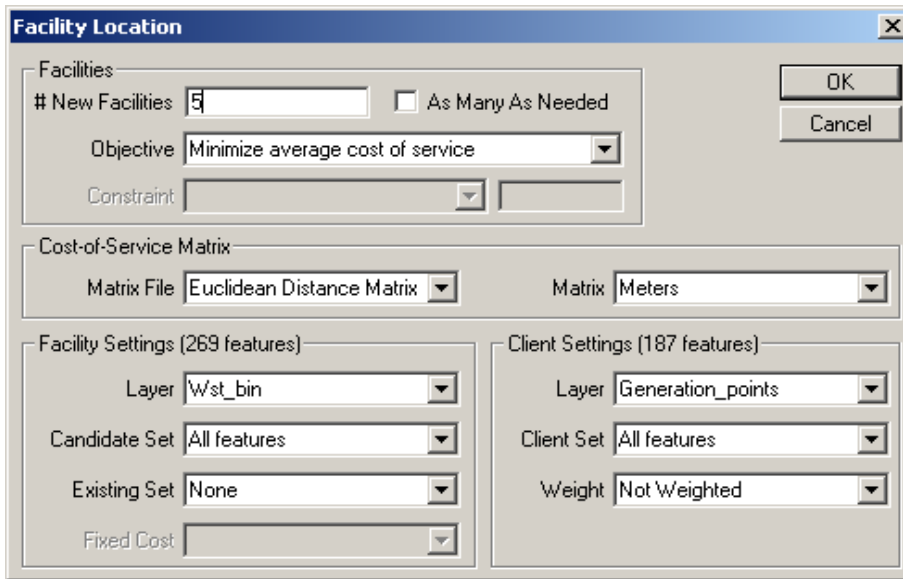 Facility Location
Facilities
# New Facilities 5 As Many As Needed
OK
Objective Minimize average cost of service
Cancel
Constraint
Cost-of-Service Matrix
Matrix File Euclidean Distance Matrix Matrix Meters
Facility Settings (269 features) Client Settings (187 features)
Layer Wst_bin Layer Generation_points
Candidate Set All features Client Set All features
Existing Set None Weight Not Weighted
Fixed Cost